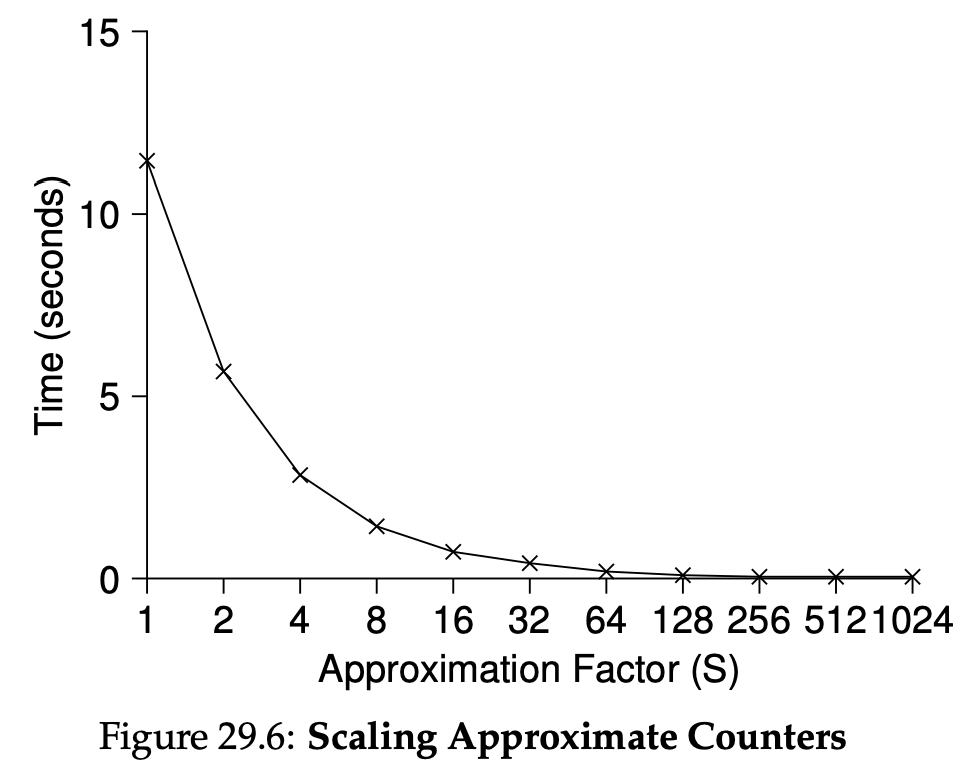 15
10
5
0
Time (seconds)
1 2 4 8 16 32 64 128 256 512 1024
Approximation Factor (S)
Figure 29.6: Scaling Approximate Counters